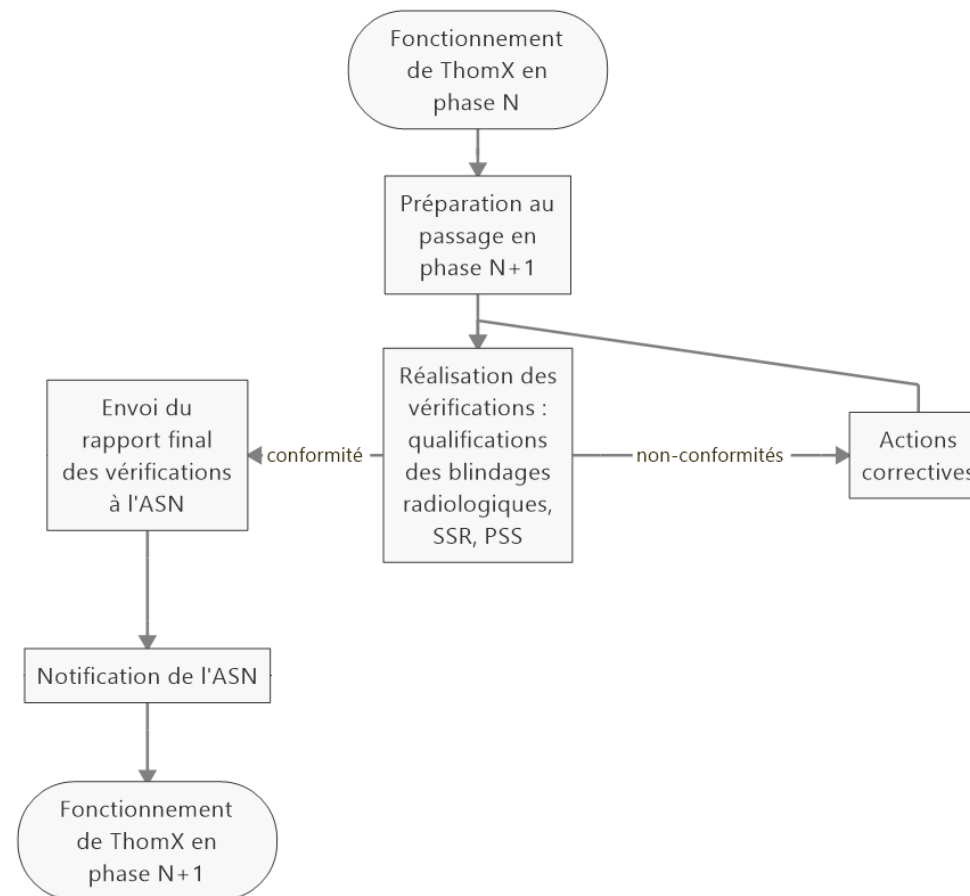 Fonctionnement
de ThomX en
phase N
Préparation au
passage en
phase N+1
Réalisation des
vérifications :
qualifications
des blindages
radiologiques,
SSR, PSS
conformité
non-conformités
Envoi du
rapport final
des vérifications
à l'ASN
Actions
correctives
Notification de l'ASN
Fonctionnement
de ThomX en
phase N+1